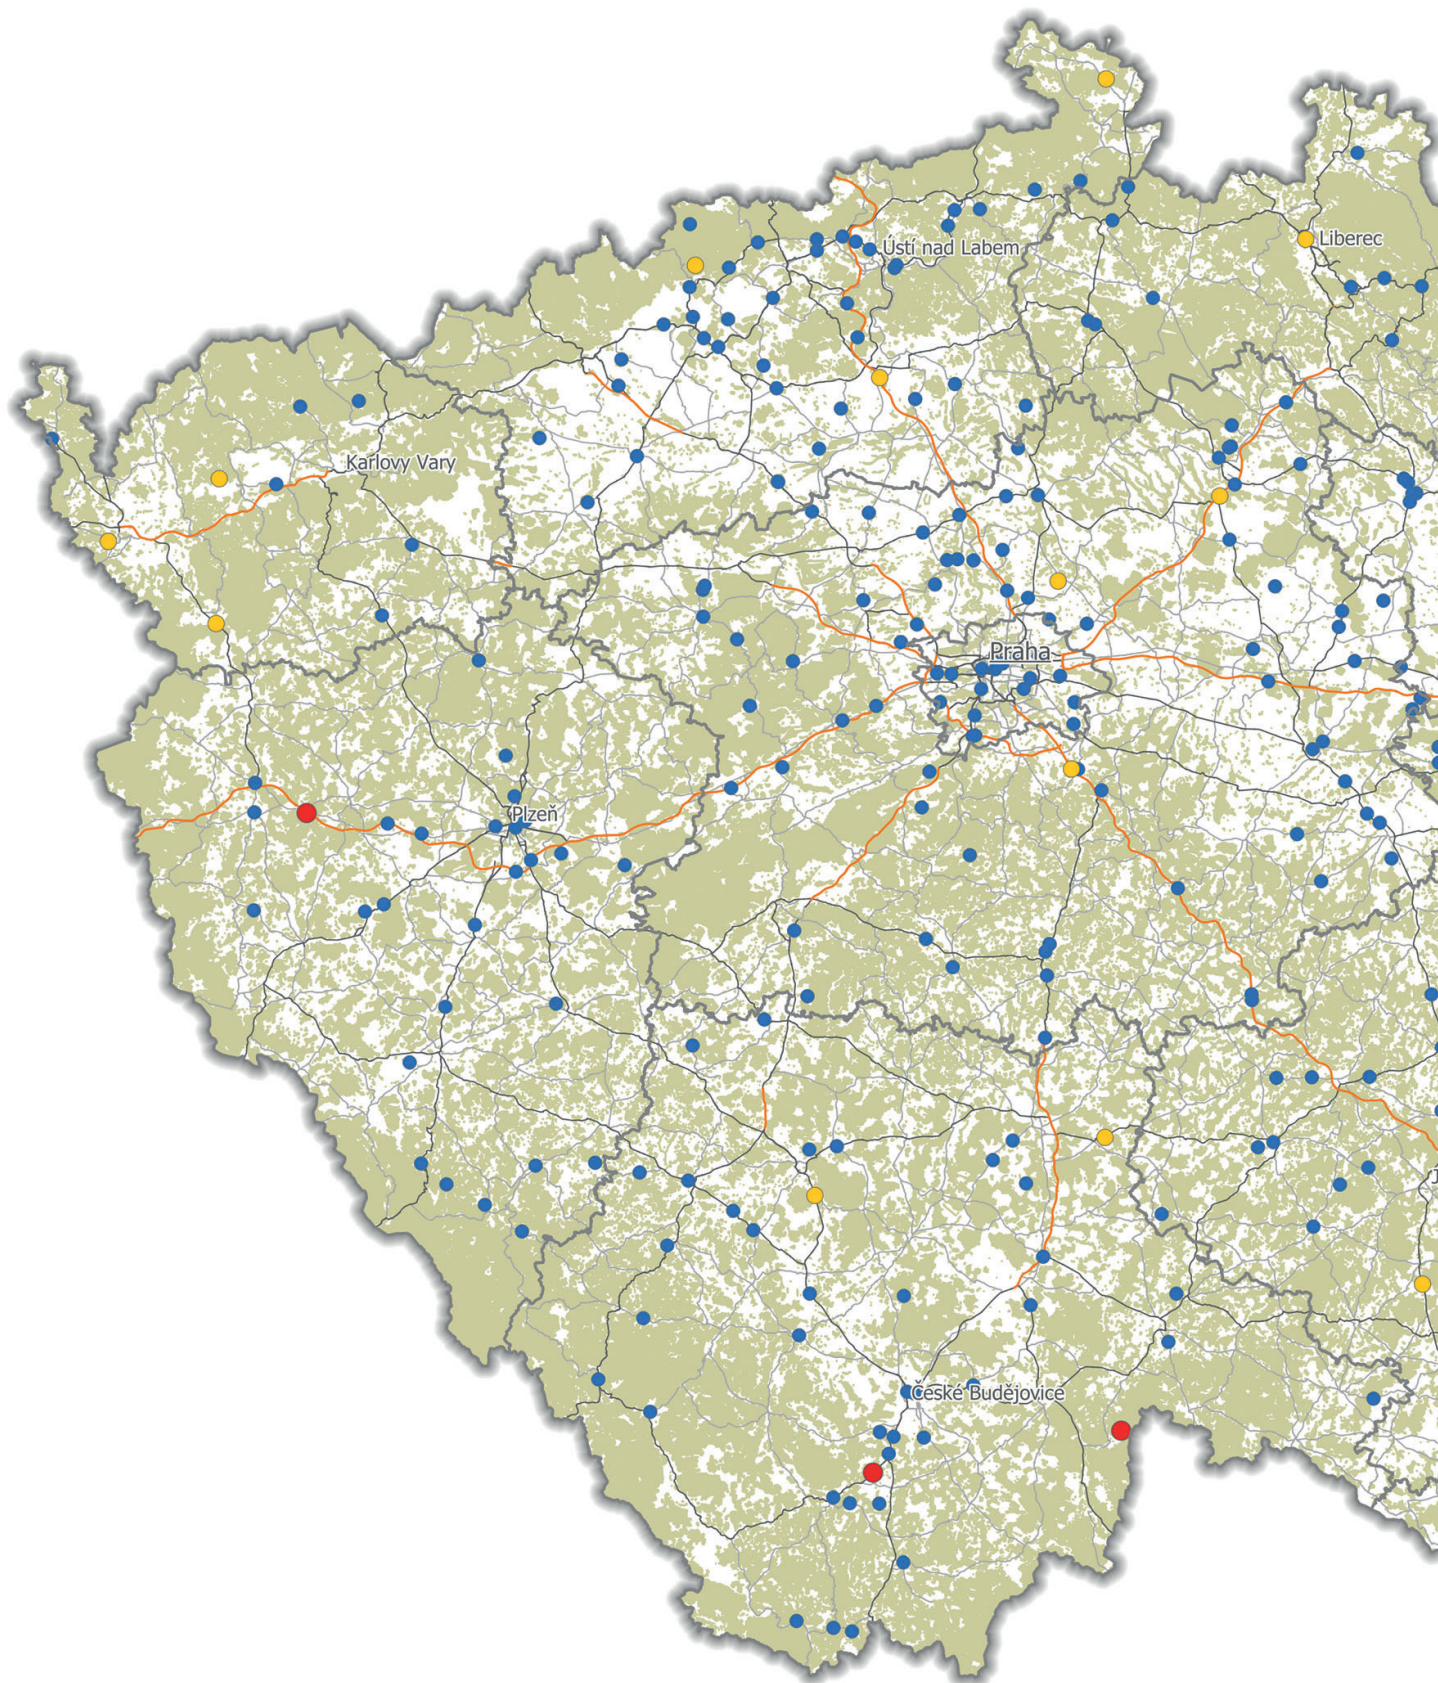 Liberec
Ústí nad Labem
Karlovy Vary
Praha
Plzeň
České Budějovice